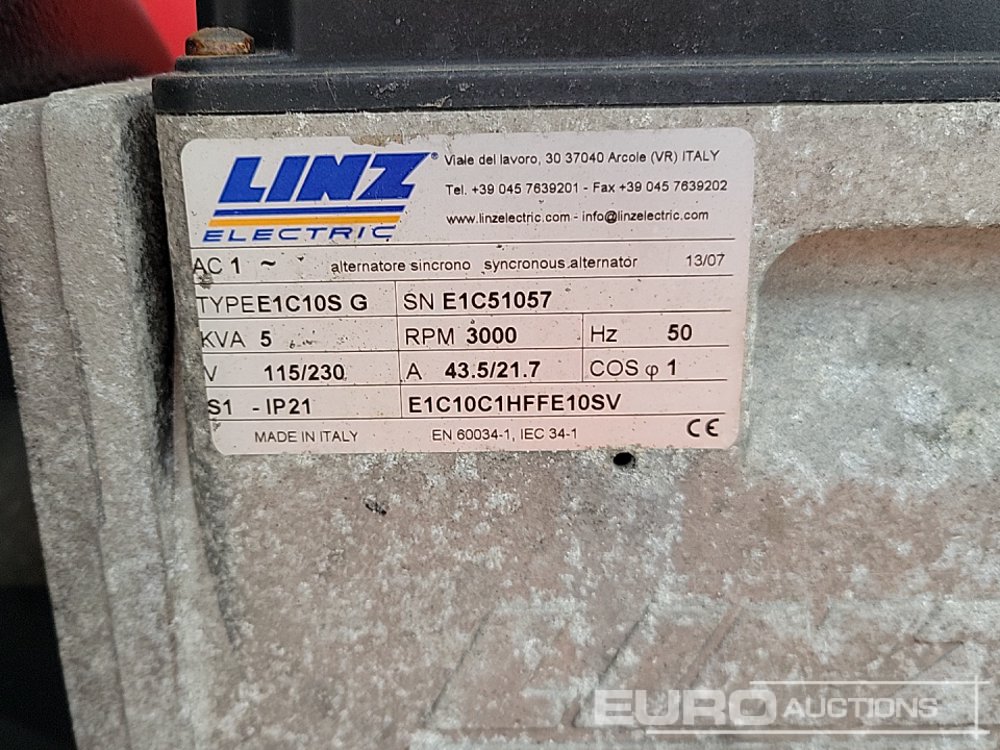 LINZ
ELECTRIC
Viale del lavoro, 30 37040 Arcole (VR) ITALY
Tel. +39 045 7639201 - Fax +39 045 7639202
www.linzelectric.com - info@linzelectric.com
AC 1 ~ alternatore sincrono syncronous.alternator 13/07
TYPE E1C10S G SN E1C51057
KVA 5 RPM 3000 Hz 50
V 115/230 A 43.5/21.7 COS φ 1
S1 - IP21 E1C10C1HFFE10SV
MADE IN ITALY EN 60034-1, IEC 34-1 CE
EURO AUCTIONS